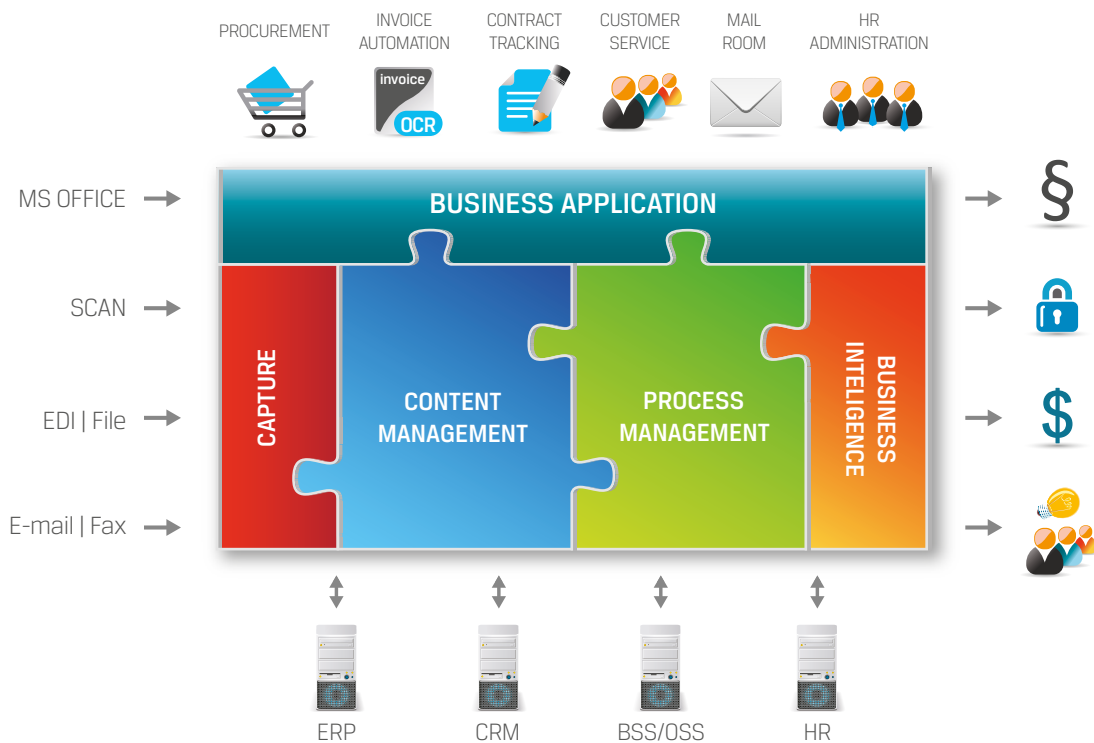 PROCUREMENT
INVOICE
AUTOMATION
CONTRACT
TRACKING
CUSTOMER
SERVICE
MAIL
ROOM
HR
ADMINISTRATION
invoice
OCR
MS OFFICE
BUSINESS APPLICATION
§
SCAN
CAPTURE
CONTENT
MANAGEMENT
PROCESS
MANAGEMENT
BUSINESS
INTELIGENCE
EDI | File
$
E-mail | Fax
ERP
CRM
BSS/OSS
HR